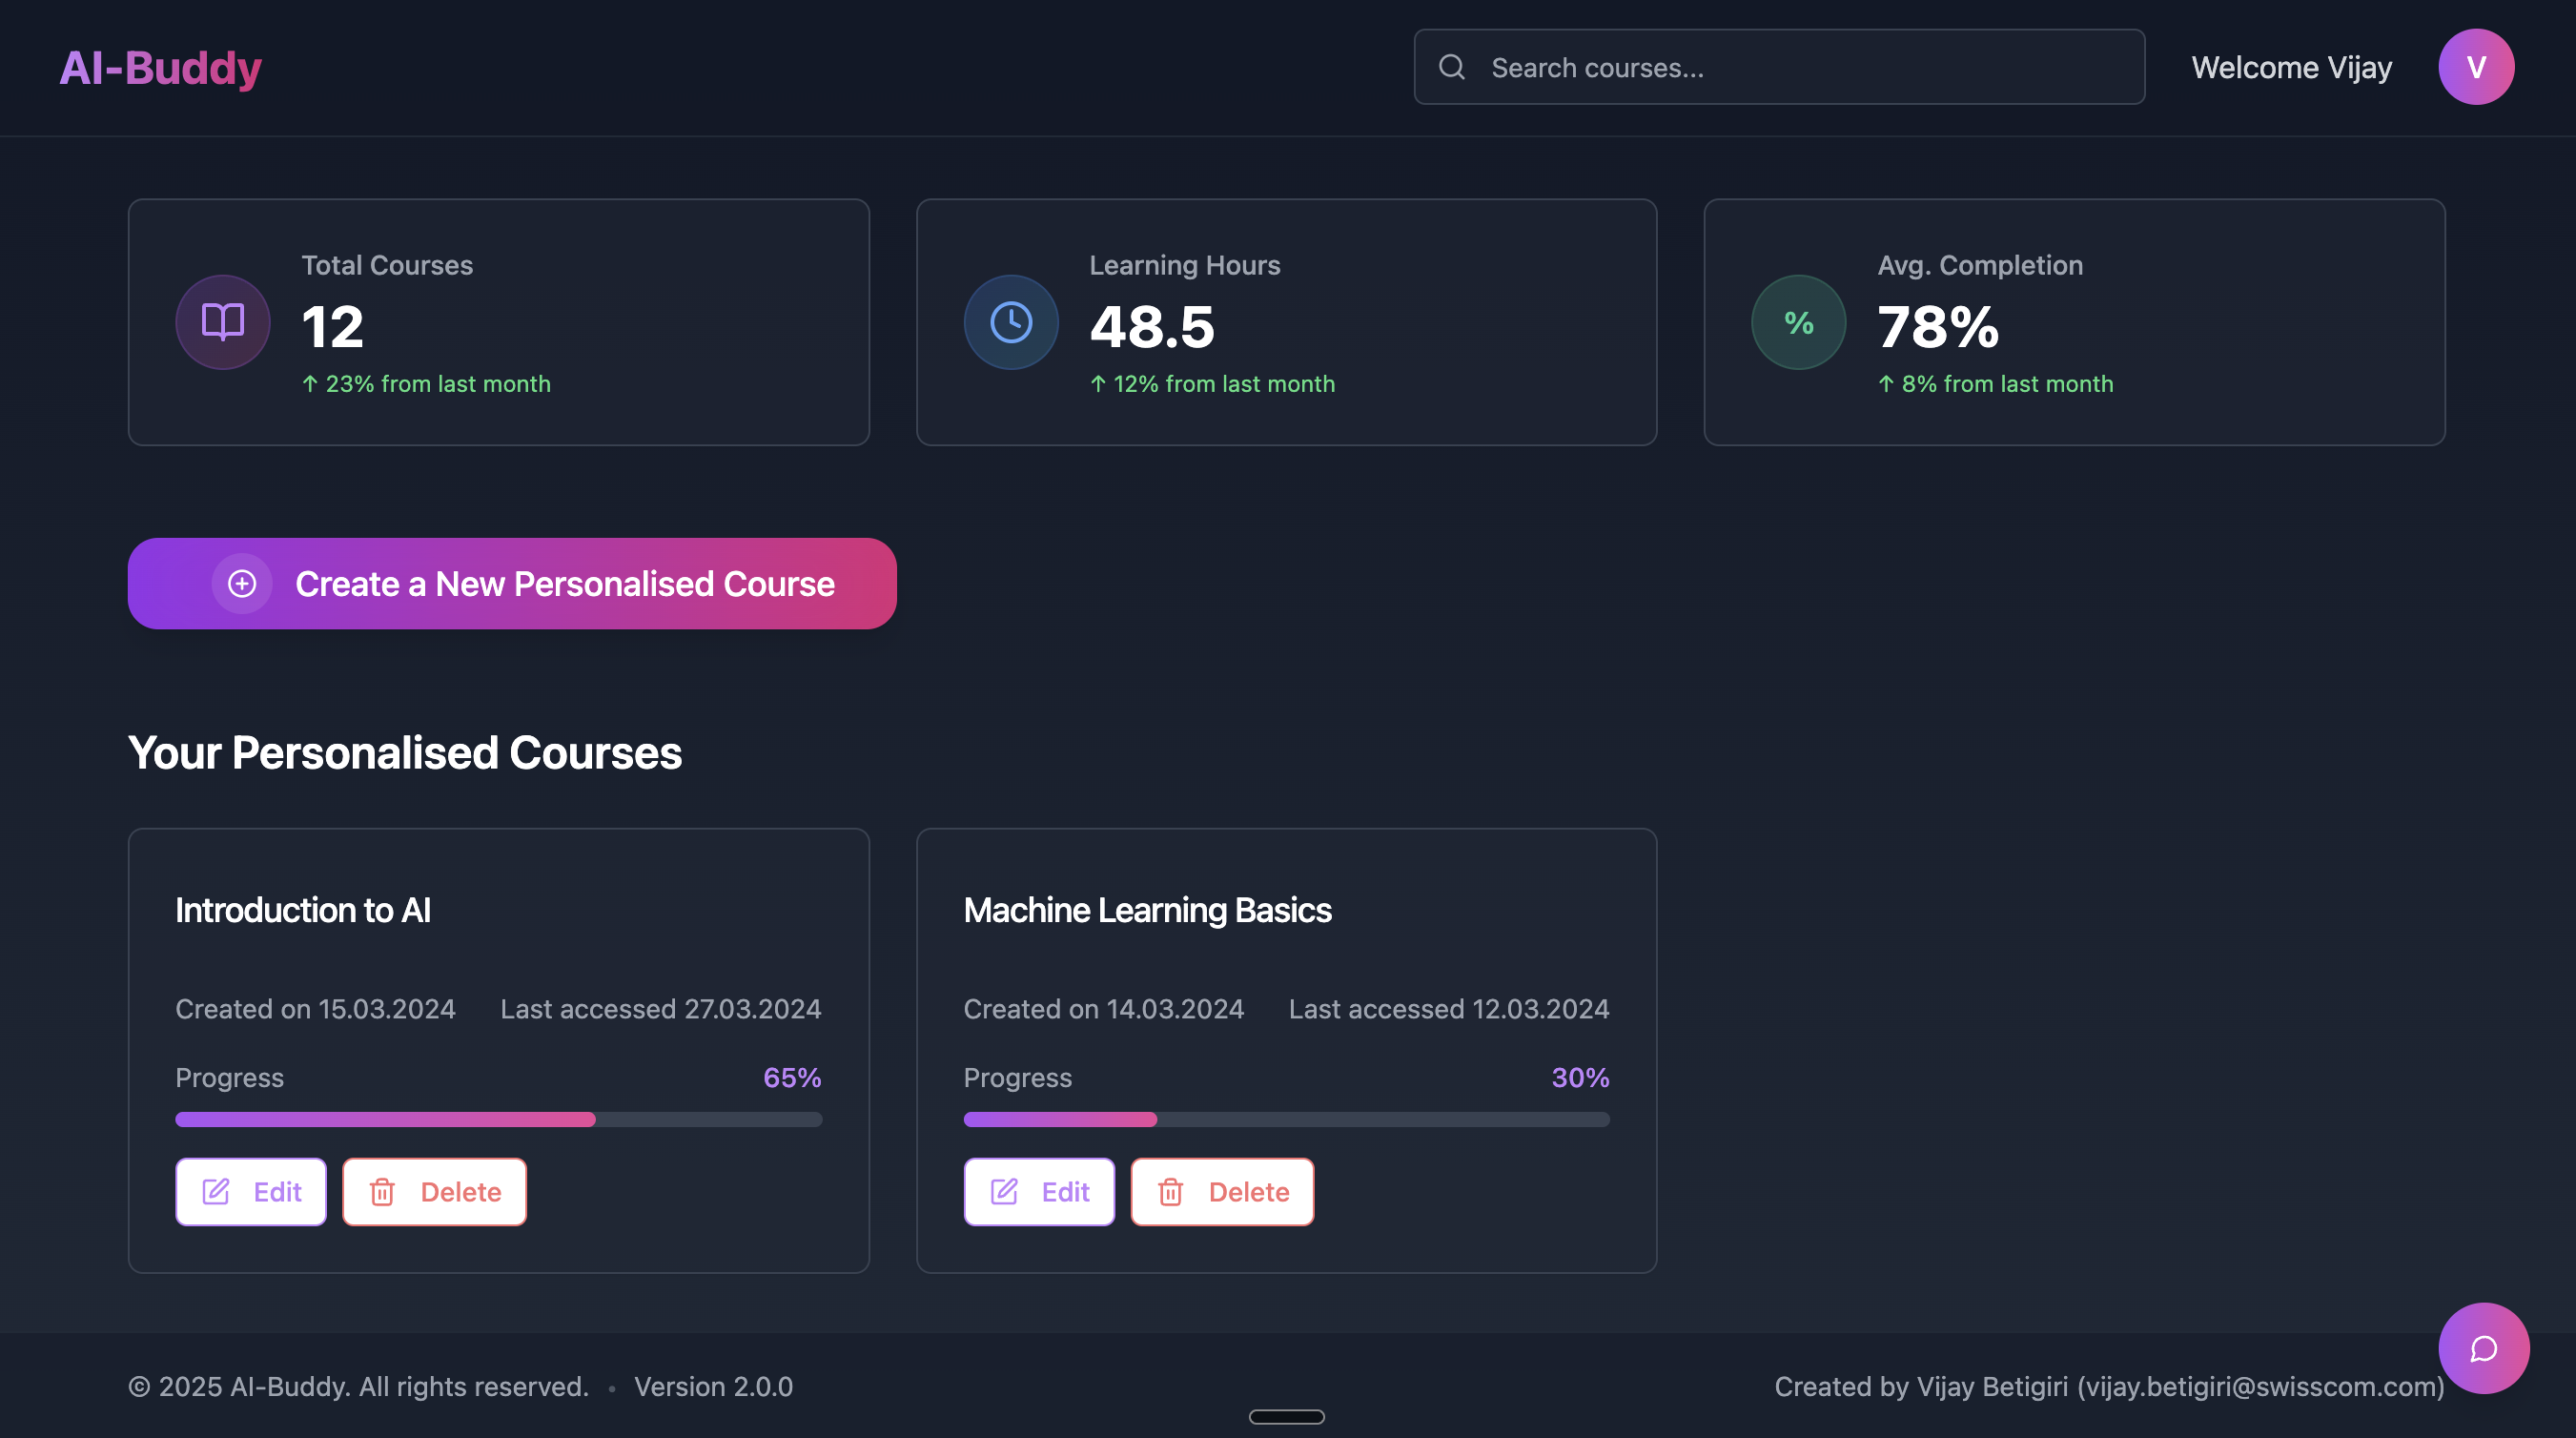 AI-Buddy
Search courses...
Welcome Vijay
V
Total Courses
12
↑ 23% from last month
Learning Hours
48.5
↑ 12% from last month
%
Avg. Completion
78%
↑ 8% from last month
Create a New Personalised Course
Your Personalised Courses
Introduction to AI
Created on 15.03.2024 Last accessed 27.03.2024
Progress 65%
Edit Delete
Machine Learning Basics
Created on 14.03.2024 Last accessed 12.03.2024
Progress 30%
Edit Delete
© 2025 AI-Buddy. All rights reserved. • Version 2.0.0
Created by Vijay Betigiri (vijay.betigiri@swisscom.com)